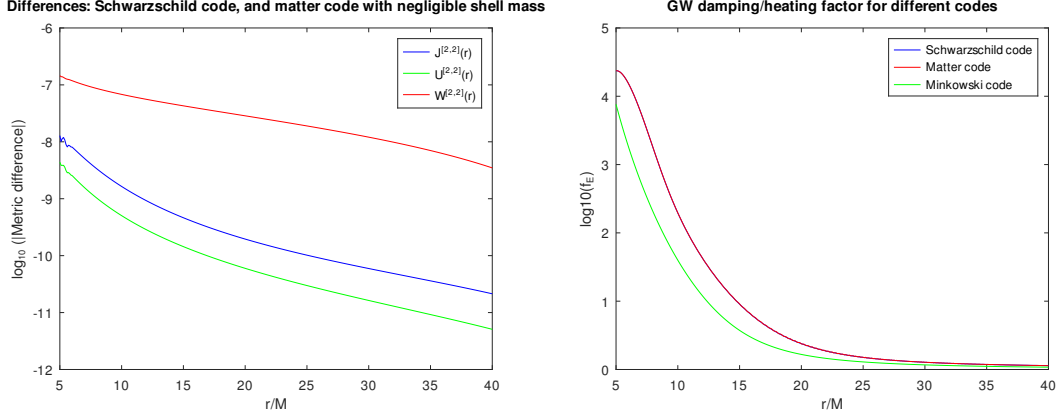 Differences: Schwarzschild code, and matter code with negligible shell mass
-6
-7
-8
-9
-10
-11
-12
log₁₀ (|Metric difference|)
J[2,2](r)
U[2,2](r)
W[2,2](r)
5 10 15 20 25 30 35 40
r/M
GW damping/heating factor for different codes
5
4
3
2
1
0
log10(f_E)
Schwarzschild code
Matter code
Minkowski code
5 10 15 20 25 30 35 40
r/M